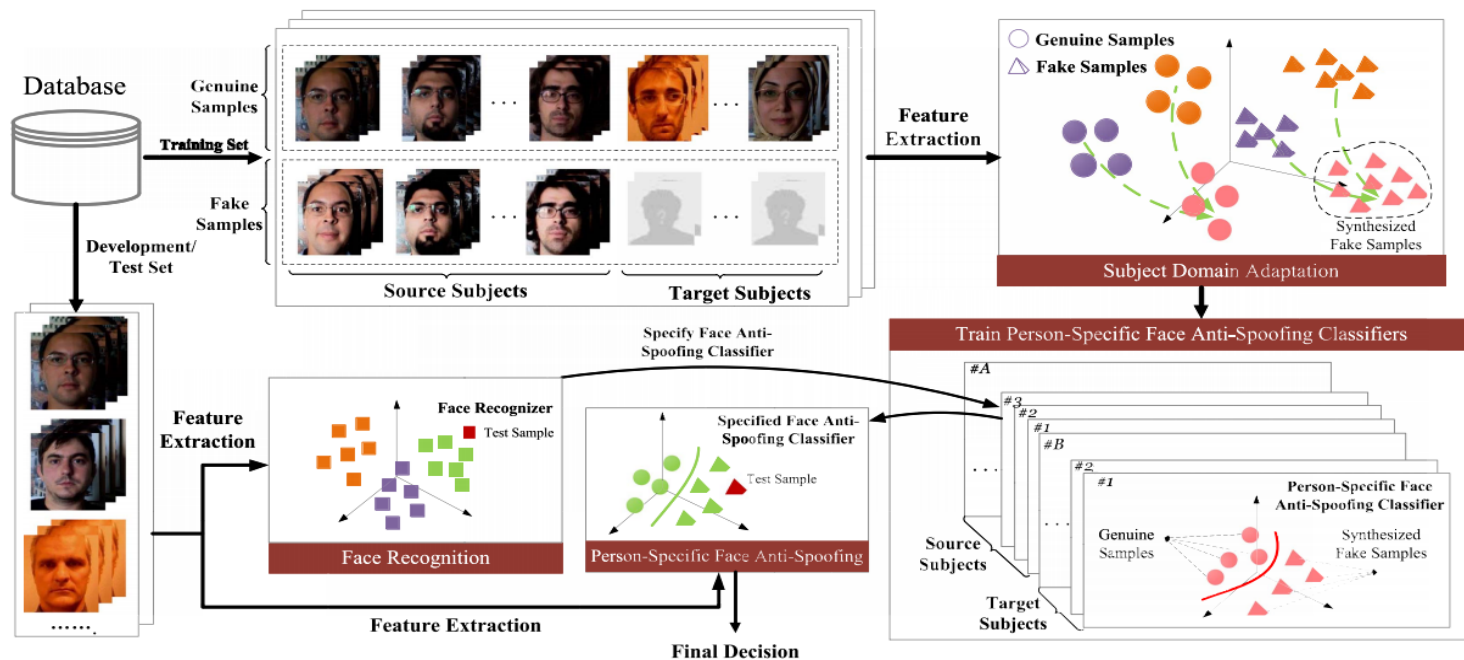 Database
Training Set
Development/
Test Set
Genuine
Samples
Fake
Samples
...
...
...
...
Source Subjects
Target Subjects
Feature
Extraction
Genuine Samples
Fake Samples
Synthesized
Fake Samples
Subject Domain Adaptation
Train Person-Specific Face Anti-Spoofing Classifiers
#A
#3
#2
#1
#B
#2
#1
...
...
Person-Specific Face
Anti-Spoofing Classifier
Genuine
Samples
Synthesized
Fake Samples
Source
Subjects
Target
Subjects
Specify Face Anti-
Spoofing Classifier
Feature
Extraction
Face Recognizer
Test Sample
Face Recognition
Specified Face Anti-
Spoofing Classifier
Test Sample
Person-Specific Face Anti-Spoofing
Feature Extraction
Final Decision
.......